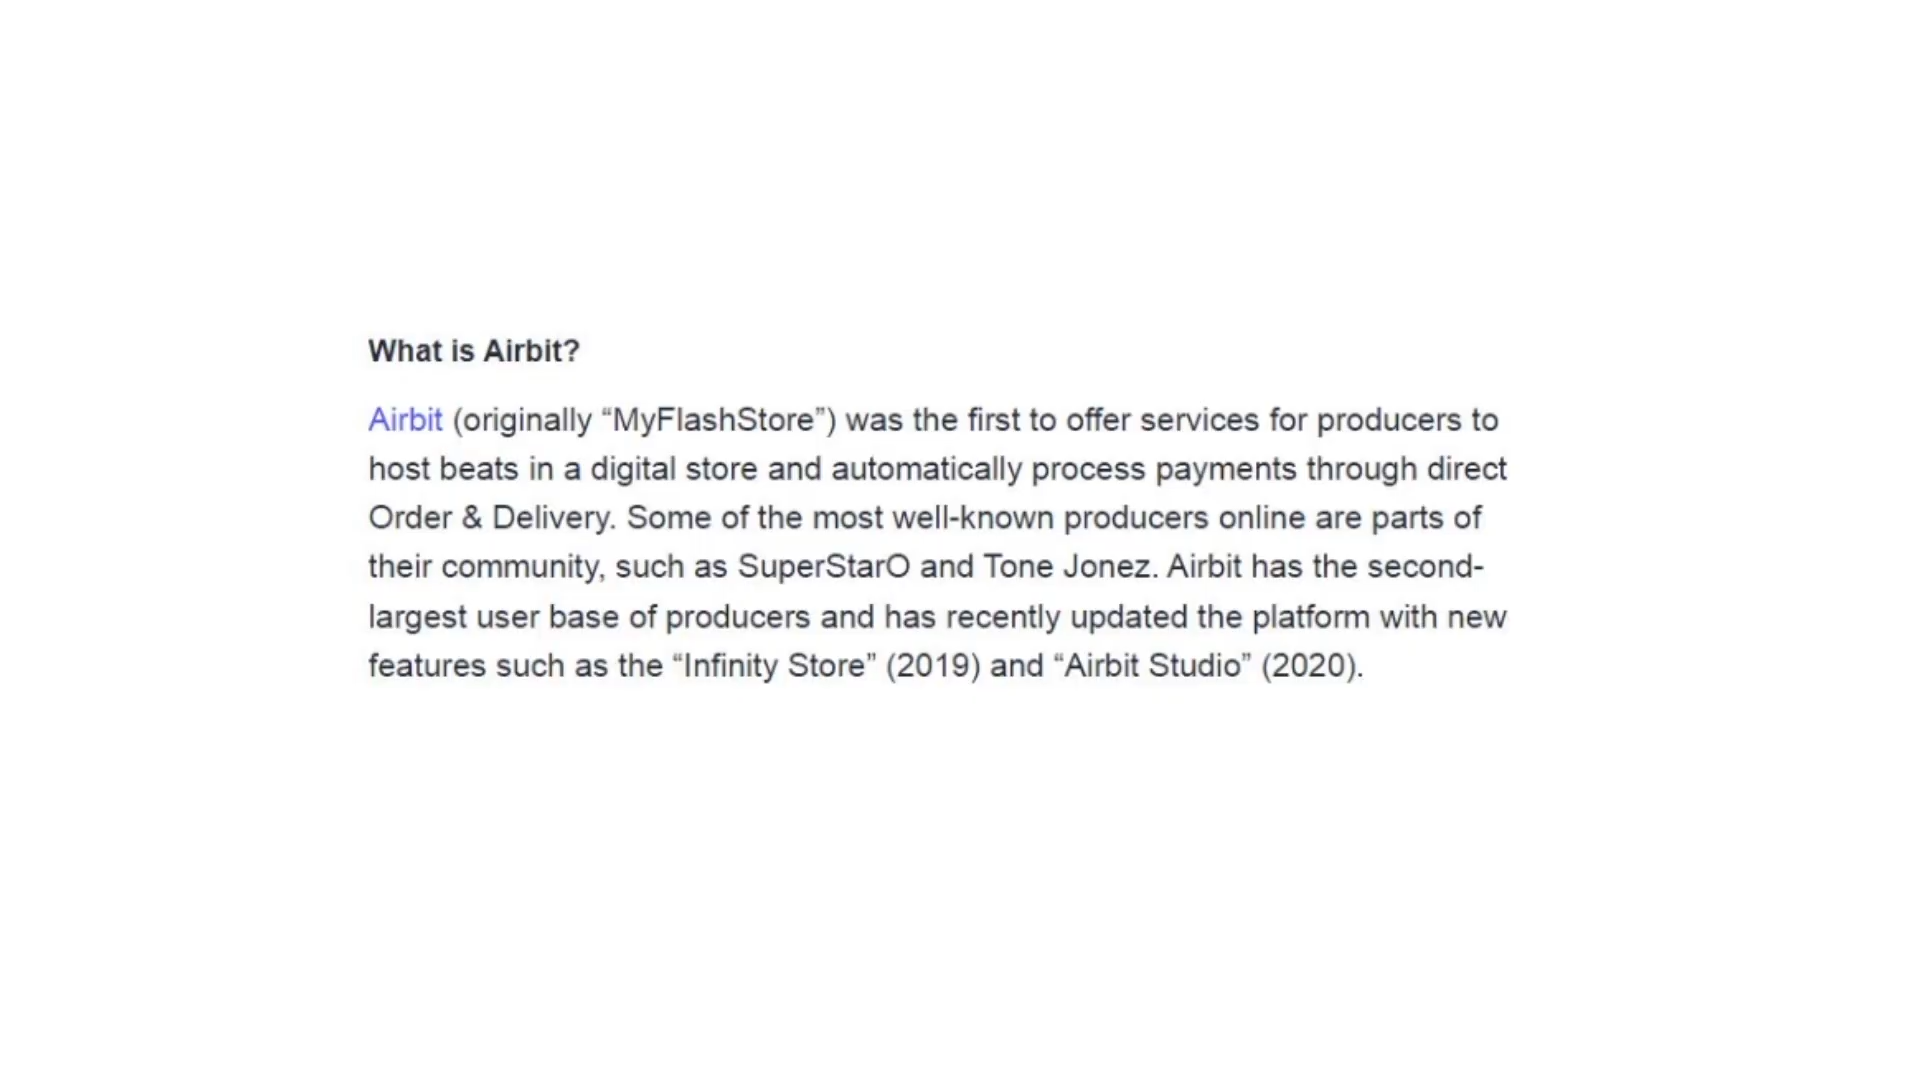 What is Airbit?
Airbit (originally “MyFlashStore”) was the first to offer services for producers to
host beats in a digital store and automatically process payments through direct
Order & Delivery. Some of the most well-known producers online are parts of
their community, such as SuperStarO and Tone Jonez. Airbit has the second-
largest user base of producers and has recently updated the platform with new
features such as the “Infinity Store” (2019) and “Airbit Studio” (2020).